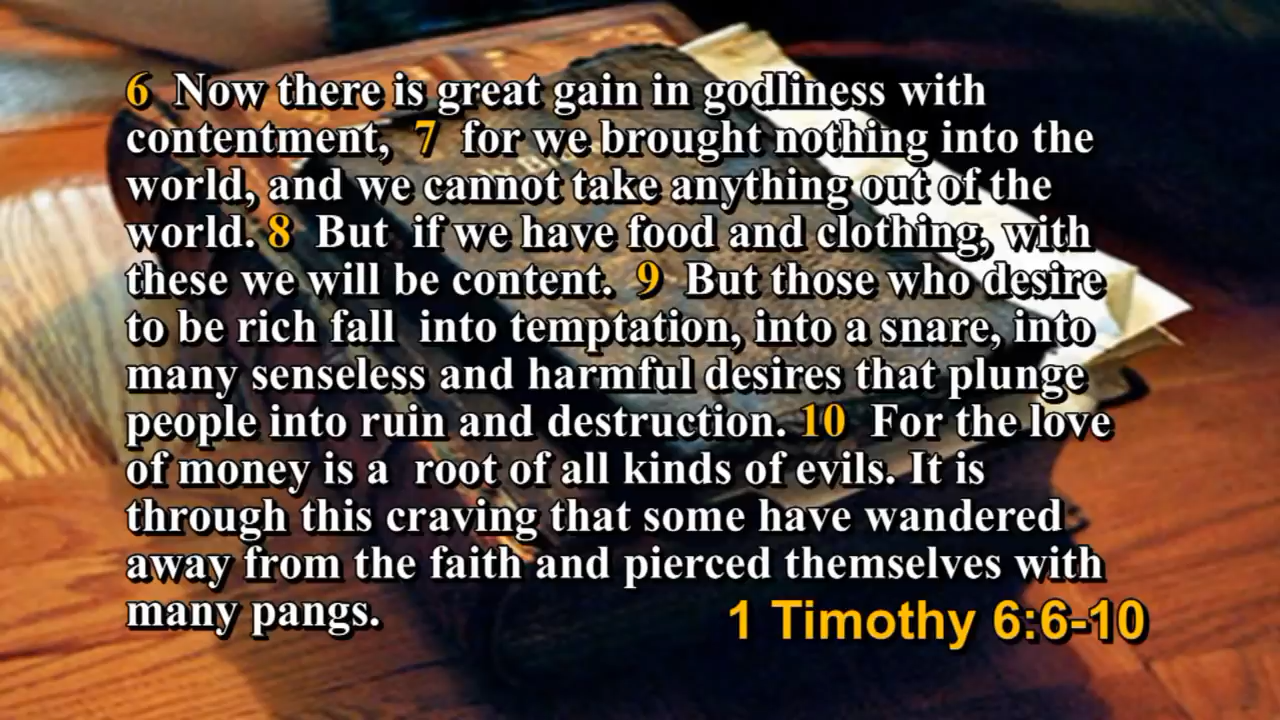 6 Now there is great gain in godliness with
contentment, 7 for we brought nothing into the
world, and we cannot take anything out of the
world. 8 But if we have food and clothing, with
these we will be content. 9 But those who desire
to be rich fall into temptation, into a snare, into
many senseless and harmful desires that plunge
people into ruin and destruction. 10 For the love
of money is a root of all kinds of evils. It is
through this craving that some have wandered
away from the faith and pierced themselves with
many pangs.
1 Timothy 6:6-10